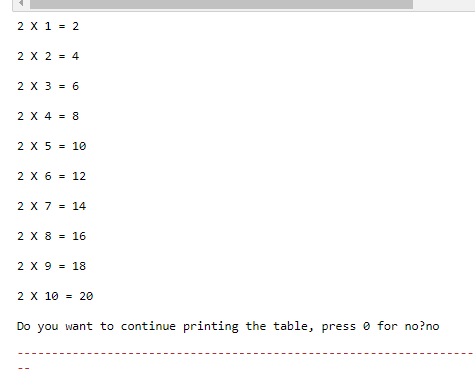 2 X 1 = 2
2 X 2 = 4
2 X 3 = 6
2 X 4 = 8
2 X 5 = 10
2 X 6 = 12
2 X 7 = 14
2 X 8 = 16
2 X 9 = 18
2 X 10 = 20
Do you want to continue printing the table, press 0 for no?no
--------------------------------------------------------------------
--